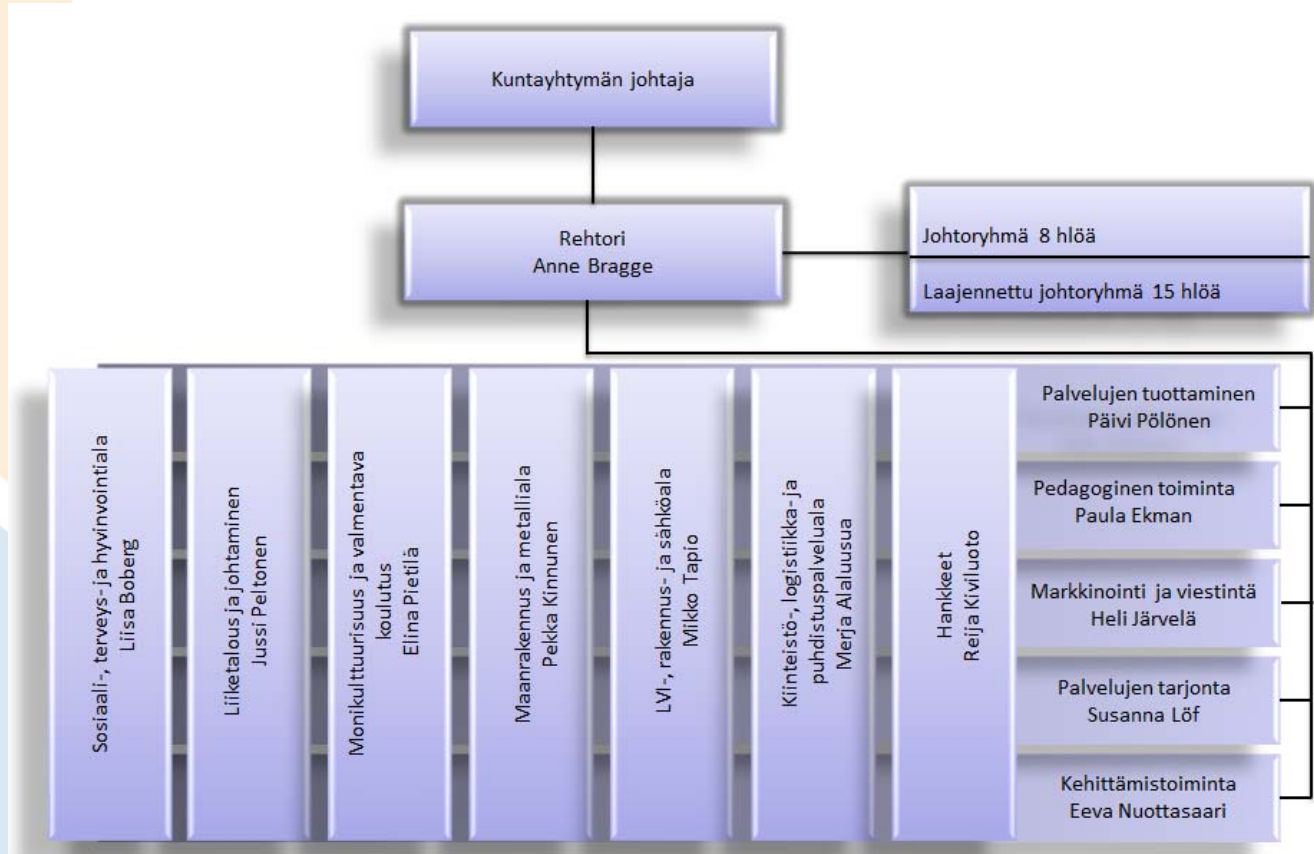 Kuntayhtymän johtaja
Rehtori
Anne Bragge
Johtoryhmä 8 hlöä
Laajennettu johtoryhmä 15 hlöä
Sosiaali-, terveys- ja hyvinvointiala
Liisa Boberg
Liiketalous ja johtaminen
Jussi Peltonen
Monikulttuurisuus ja valmentava
koulutus
Elina Pietilä
Maanrakennus ja metalliala
Pekka Kinnunen
LVI-, rakennus- ja sähköala
Mikko Tapio
Kiinteistö-, logistiikka- ja
puhdistuspalveluala
Merja Alaluusua
Hankkeet
Reija Kiviluoto
Palvelujen tuottaminen
Päivi Pölönen
Pedagoginen toiminta
Paula Ekman
Markkinointi ja viestintä
Heli Järvelä
Palvelujen tarjonta
Susanna Löf
Kehittämistoiminta
Eeva Nuottasaari